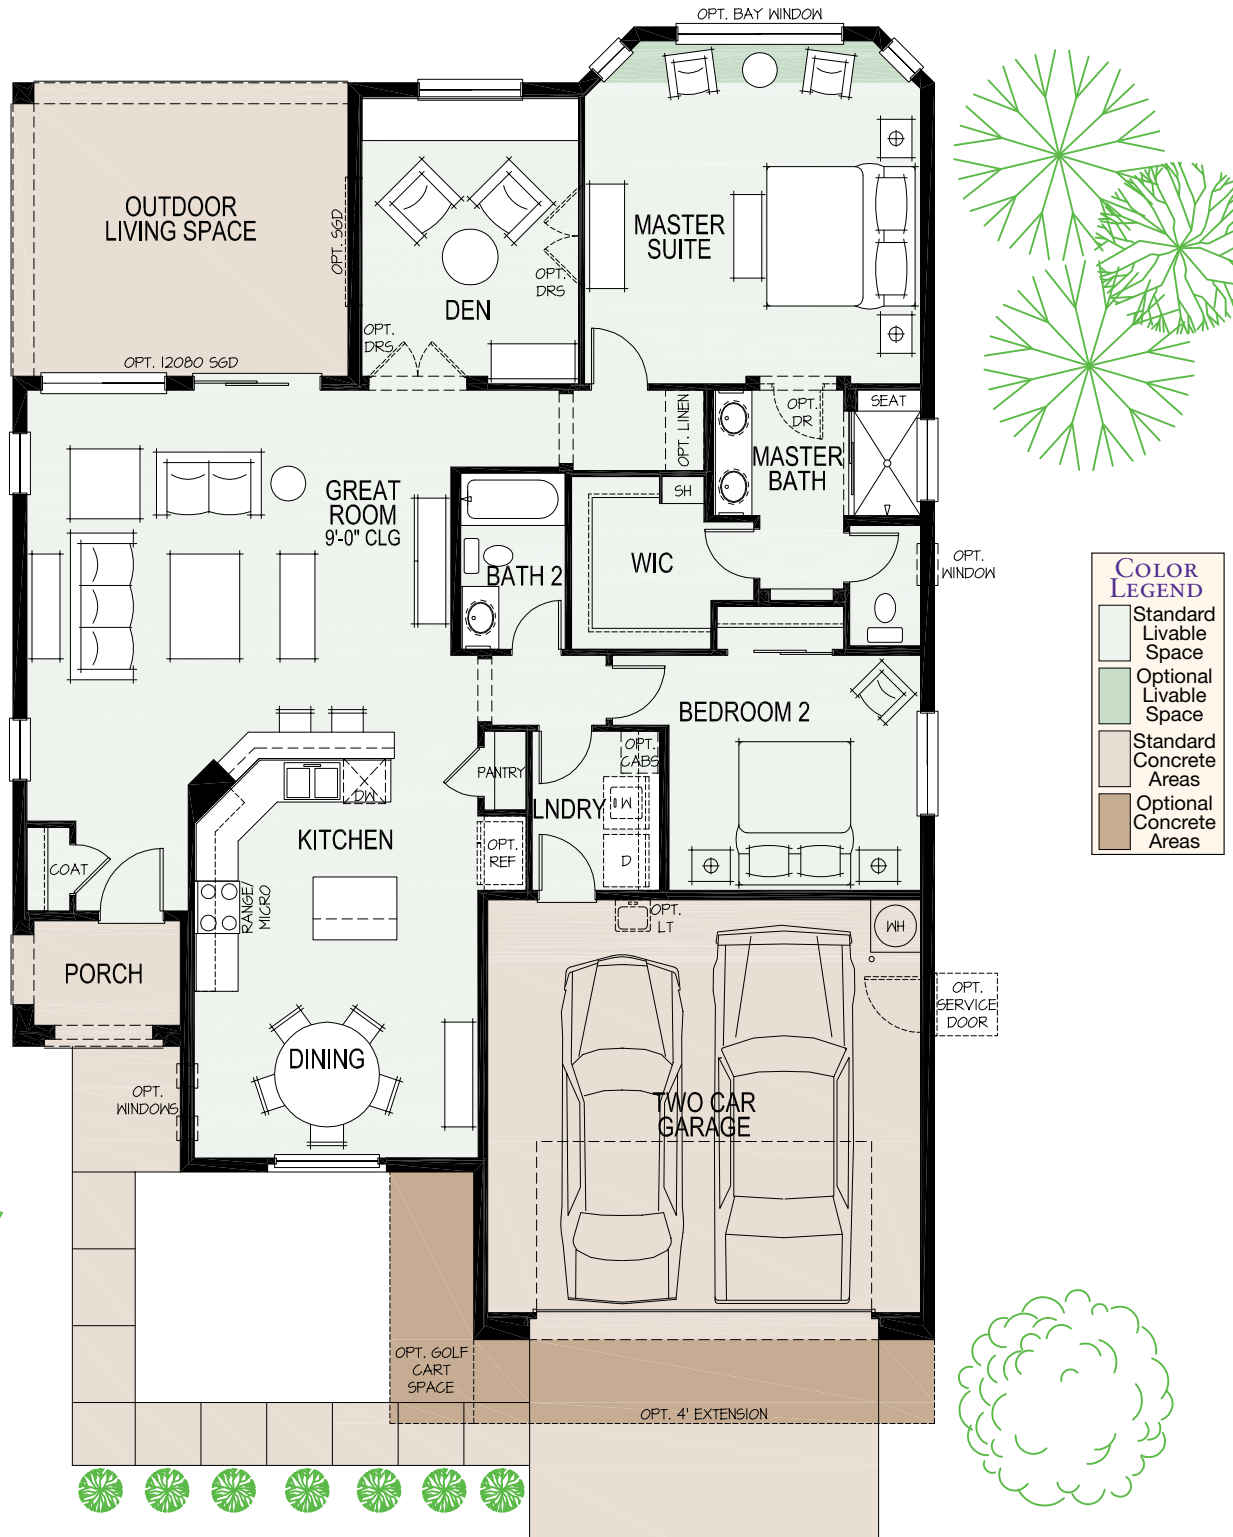 OPT. BAY WINDOW
OUTDOOR
LIVING SPACE
OPT. SGD
OPT. 12080 SGD
DEN
OPT.
DRS
OPT.
DRS
MASTER
SUITE
OPT. LINEN
OPT.
DR
SEAT
MASTER
BATH
SH
WIC
GREAT
ROOM
9'-0" CLG
BATH 2
OPT.
WINDOW
COLOR
LEGEND
Standard
Livable
Space
Optional
Livable
Space
Standard
Concrete
Areas
Optional
Concrete
Areas
BEDROOM 2
OPT.
CABS
PANTRY
LNDRY
W
D
DW
KITCHEN
OPT.
REF
COAT
RANGE/
MICRO
OPT.
LT
WH
PORCH
OPT.
SERVICE
DOOR
DINING
OPT.
WINDOWS
TWO CAR
GARAGE
OPT. GOLF
CART
SPACE
OPT. 4' EXTENSION